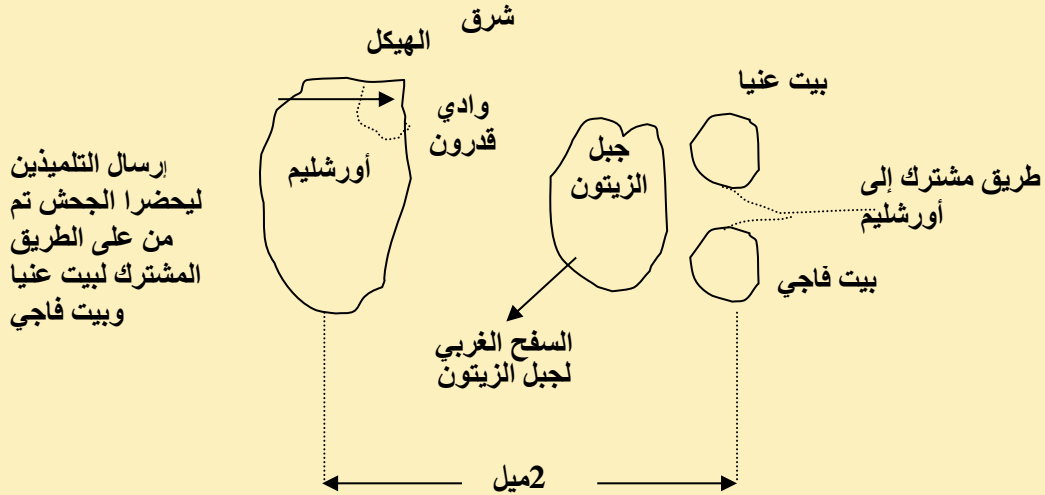 شرق
الهيكل
بيت عنيا
وادي
قدرون
جبل
الزيتون
أورشليم
إرسال التلميذين
ليحضرا الجحش تم
من على الطريق
المشترك لبيت عنيا
وبيت فاجي
طريق مشترك إلى
أورشليم
بيت فاجي
السفح الغربي
لجبل الزيتون
2ميل